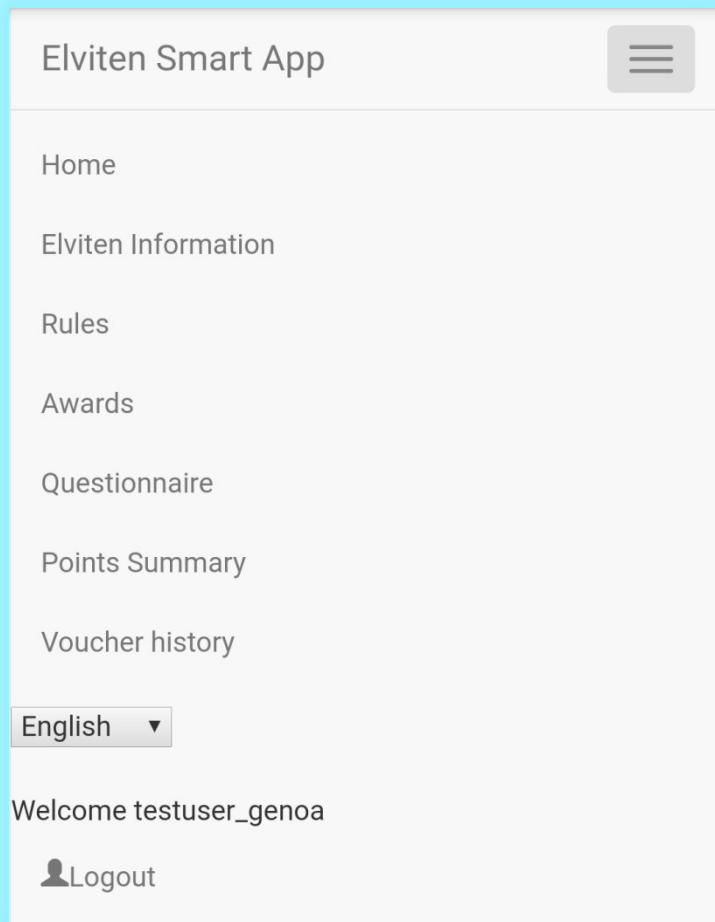 Elviten Smart App
Home
Elviten Information
Rules
Awards
Questionnaire
Points Summary
Voucher history
English
Welcome testuser_genoa
Logout